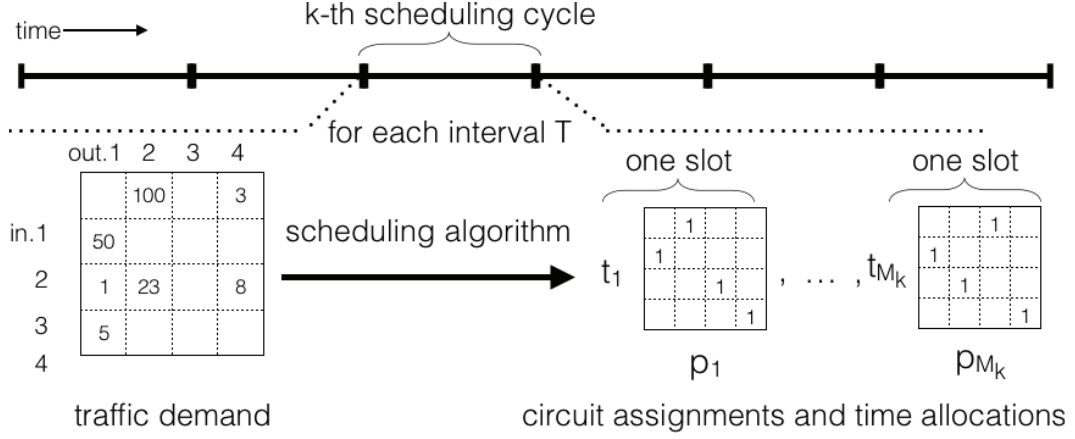 k-th scheduling cycle
time
for each interval T
out.1 2 3 4
one slot
one slot
100 3
in.1
50
scheduling algorithm
2
1 23 8
3
5
4
t1
1
1
1
1
, ... ,
tMk
1
1
1
1
p1
pMk
traffic demand
circuit assignments and time allocations